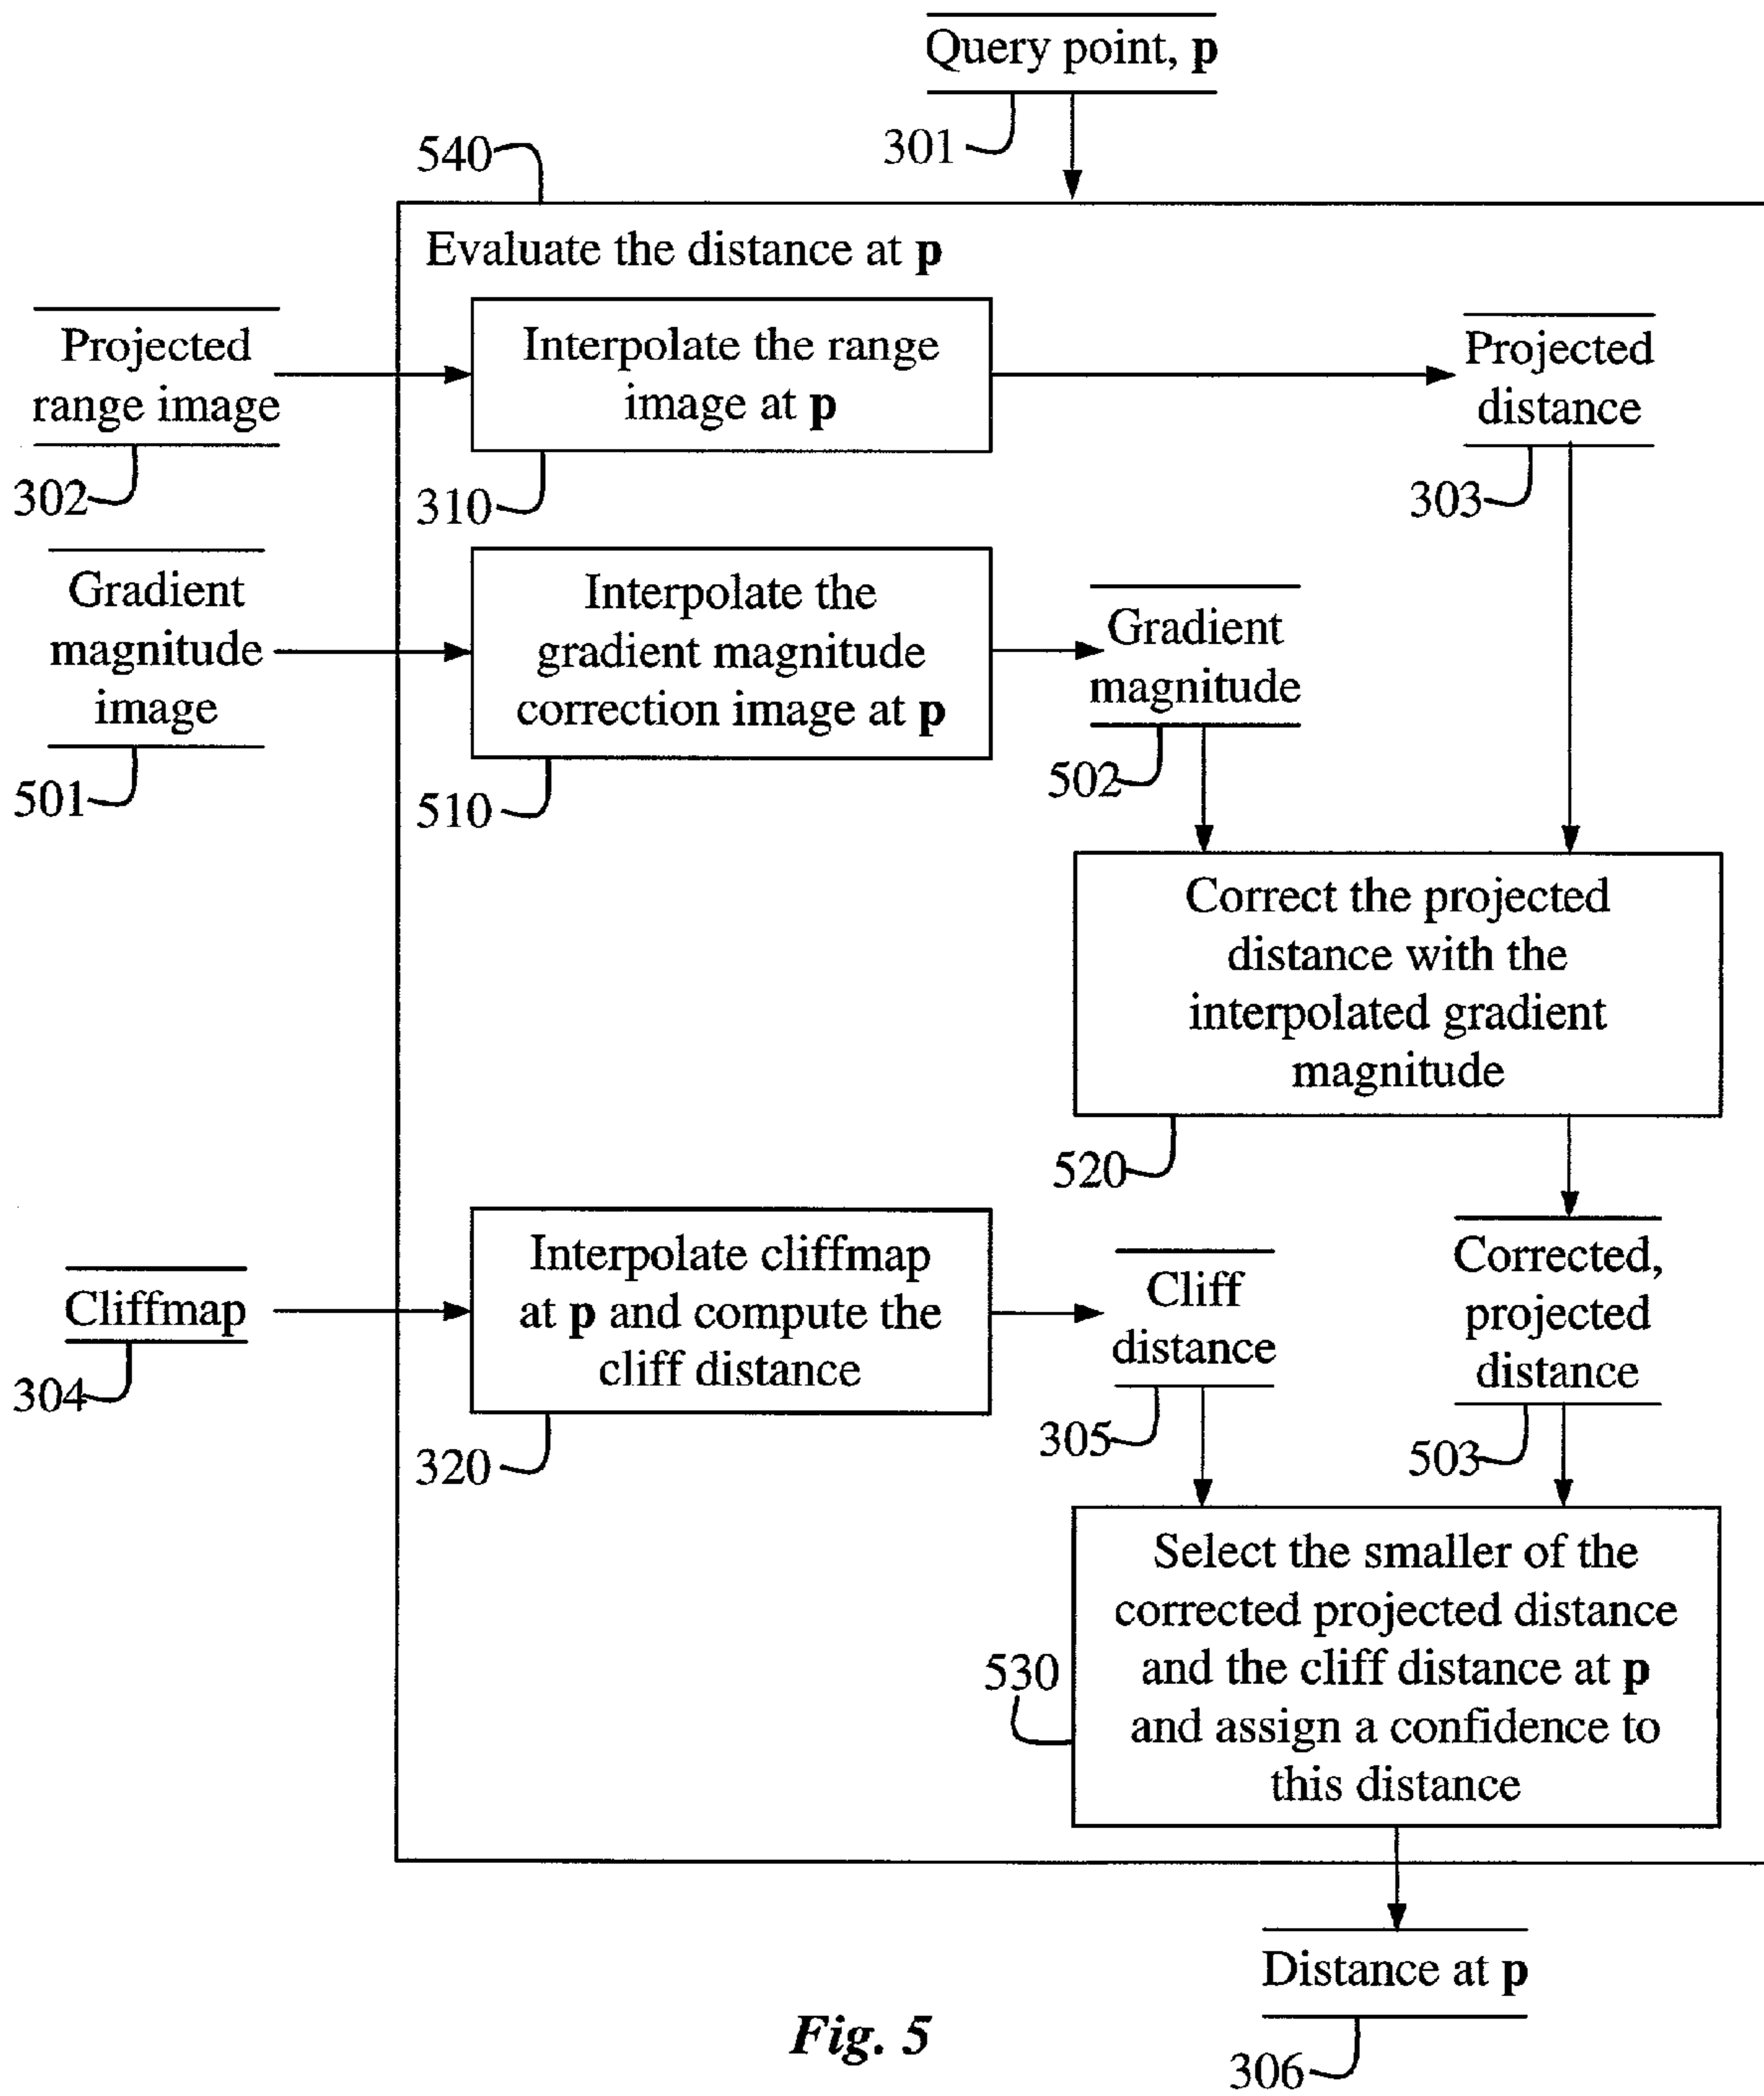 Query point, p
301
540
Evaluate the distance at p
Projected
range image
302
Interpolate the range
image at p
310
Projected
distance
303
Gradient
magnitude
image
501
Interpolate the
gradient magnitude
correction image at p
510
Gradient
magnitude
502
Correct the projected
distance with the
interpolated gradient
magnitude
520
Cliffmap
304
Interpolate cliffmap
at p and compute the
cliff distance
320
Cliff
distance
305
Corrected,
projected
distance
503
Select the smaller of the
corrected projected distance
and the cliff distance at p
and assign a confidence to
this distance
530
Distance at p
306
Fig. 5